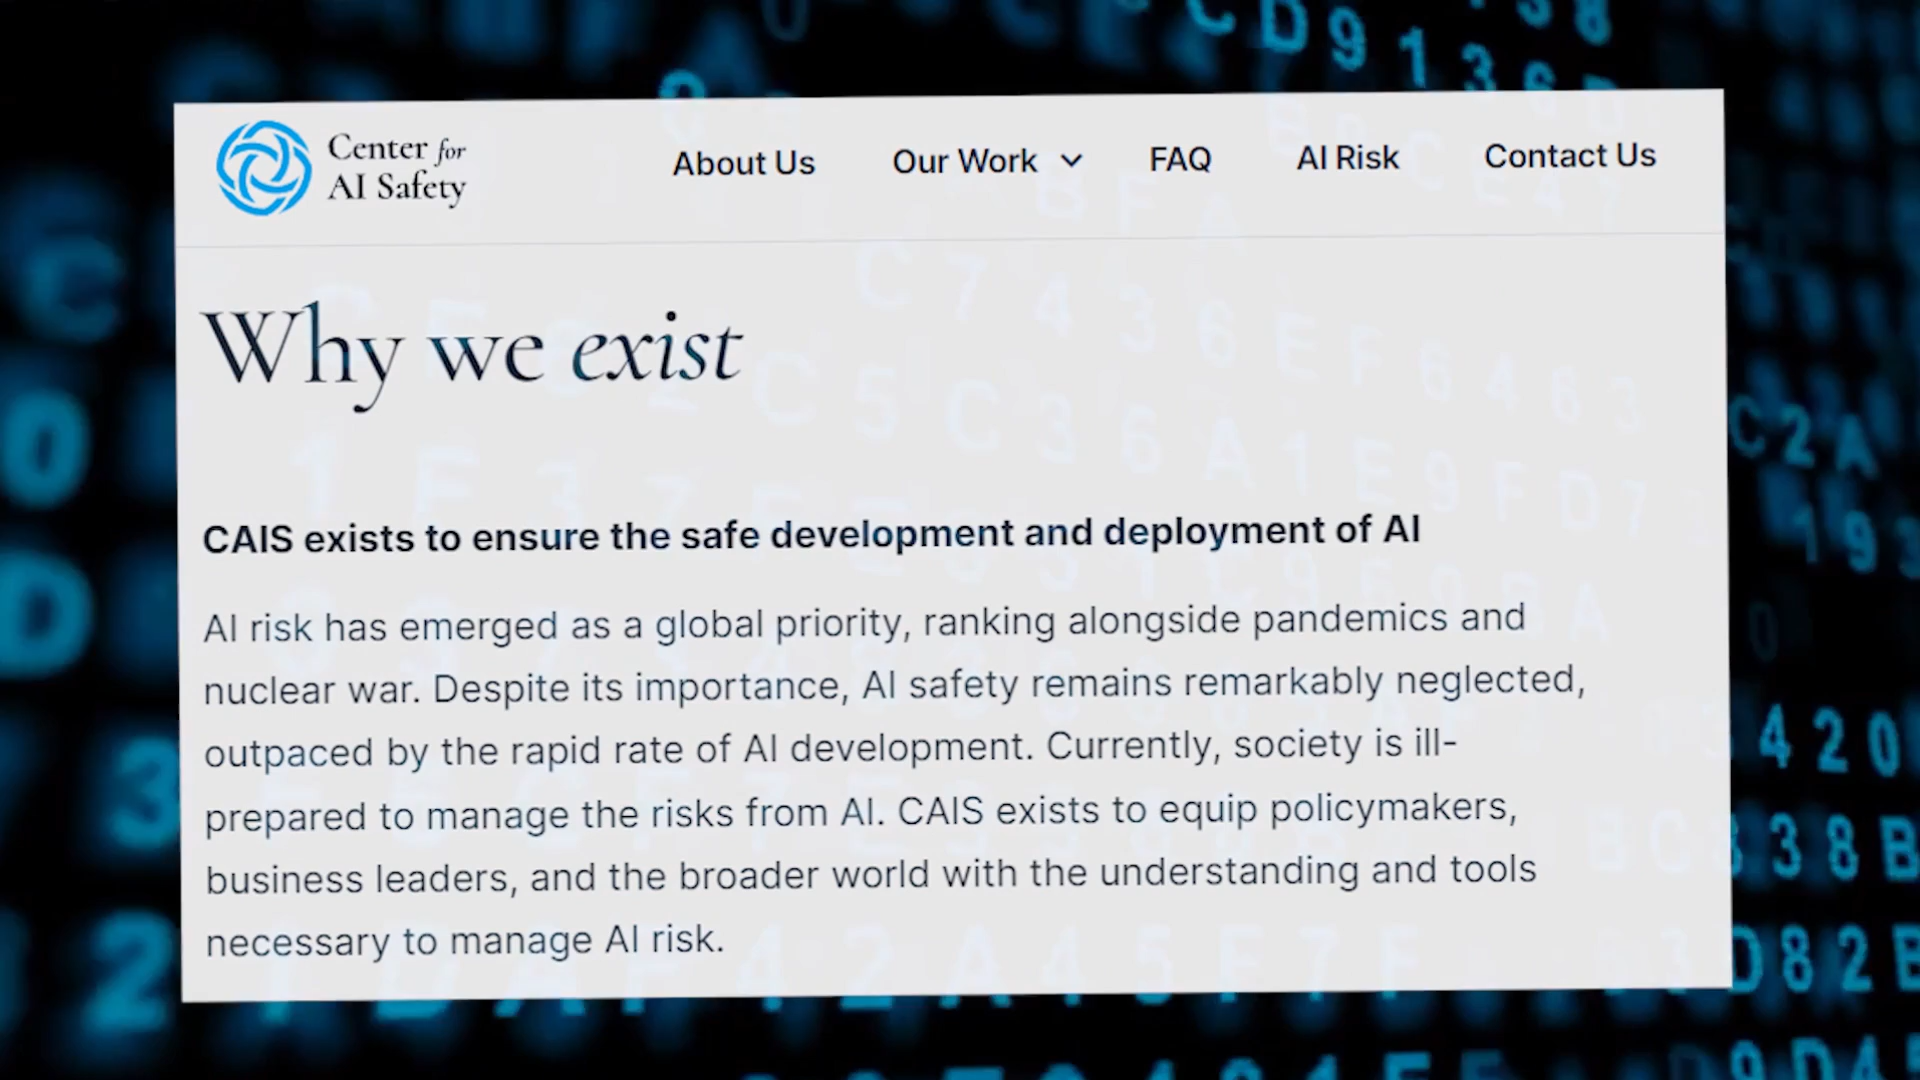 Center for
AI Safety
About Us
Our Work
FAQ
AI Risk
Contact Us
Why we exist
CAIS exists to ensure the safe development and deployment of AI
AI risk has emerged as a global priority, ranking alongside pandemics and
nuclear war. Despite its importance, AI safety remains remarkably neglected,
outpaced by the rapid rate of AI development. Currently, society is ill-
prepared to manage the risks from AI. CAIS exists to equip policymakers,
business leaders, and the broader world with the understanding and tools
necessary to manage AI risk.